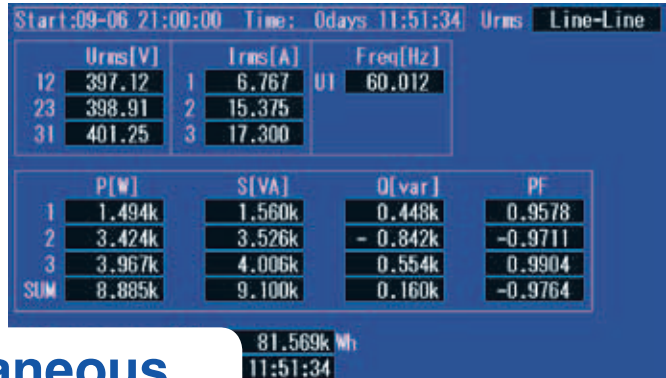 Start:09-06 21:00:00 Time: 0days 11:51:34 Urms Line-Line
Urms[V] Irms[A] Freq[Hz]
12 397.12 1 6.767 U1 60.012
23 398.91 2 15.375
31 401.25 3 17.300
P[W] S[VA] Q[var] PF
1 1.494k 1.560k 0.448k 0.9578
2 3.424k 3.526k - 0.842k -0.9711
3 3.967k 4.006k 0.554k 0.9904
SUM 8.885k 9.100k 0.160k -0.9764
81.569k Wh
aneous 11:51:34